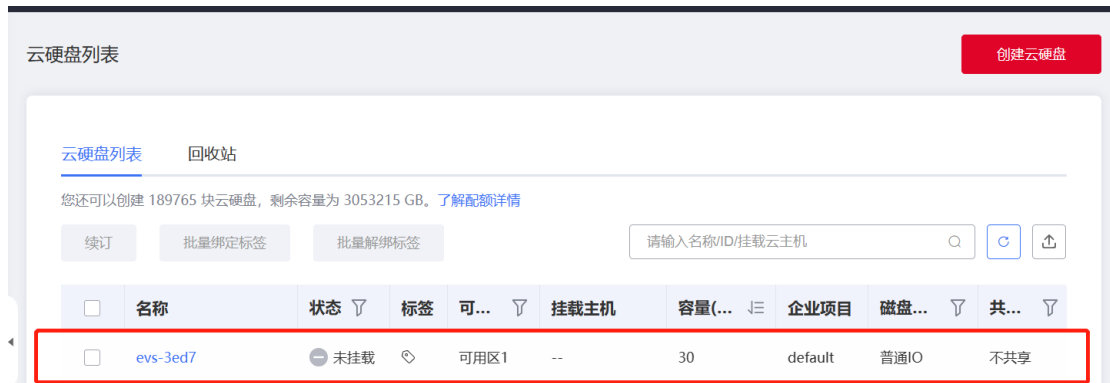 云硬盘列表
创建云硬盘
云硬盘列表 回收站
您还可以创建 189765 块云硬盘，剩余容量为 3053215 GB。了解配额详情
续订 批量绑定标签 批量解绑标签 请输入名称/ID/挂载云主机
名称 状态 标签 可... 挂载主机 容量(... 企业项目 磁盘... 共...
evs-3ed7 未挂载 可用区1 -- 30 default 普通IO 不共享